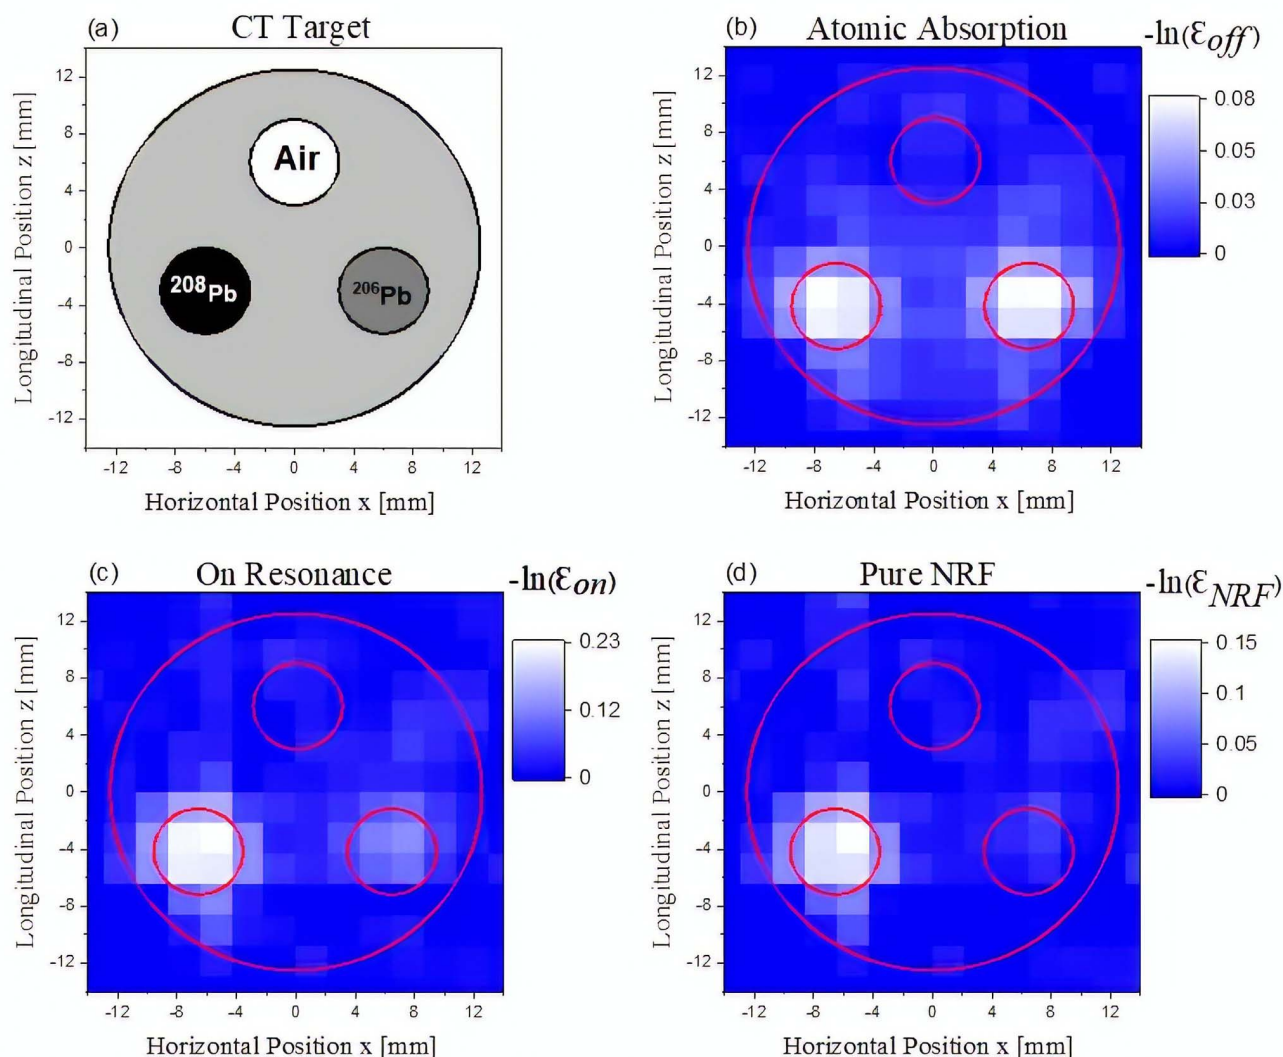 (a) CT Target
Longitudinal Position z [mm]
12
8
4
0
-4
-8
-12
Air
208Pb
206Pb
-12 -8 -4 0 4 8 12
Horizontal Position x [mm]
(b) Atomic Absorption
-ln(εoff)
Longitudinal Position z [mm]
12
8
4
0
-4
-8
-12
0.08
0.05
0.03
0
-12 -8 -4 0 4 8 12
Horizontal Position x [mm]
(c) On Resonance
-ln(εon)
Longitudinal Position z [mm]
12
8
4
0
-4
-8
-12
0.23
0.12
0
-12 -8 -4 0 4 8 12
Horizontal Position x [mm]
(d) Pure NRF
-ln(εNRF)
Longitudinal Position z [mm]
12
8
4
0
-4
-8
-12
0.15
0.1
0.05
0
-12 -8 -4 0 4 8 12
Horizontal Position x [mm]